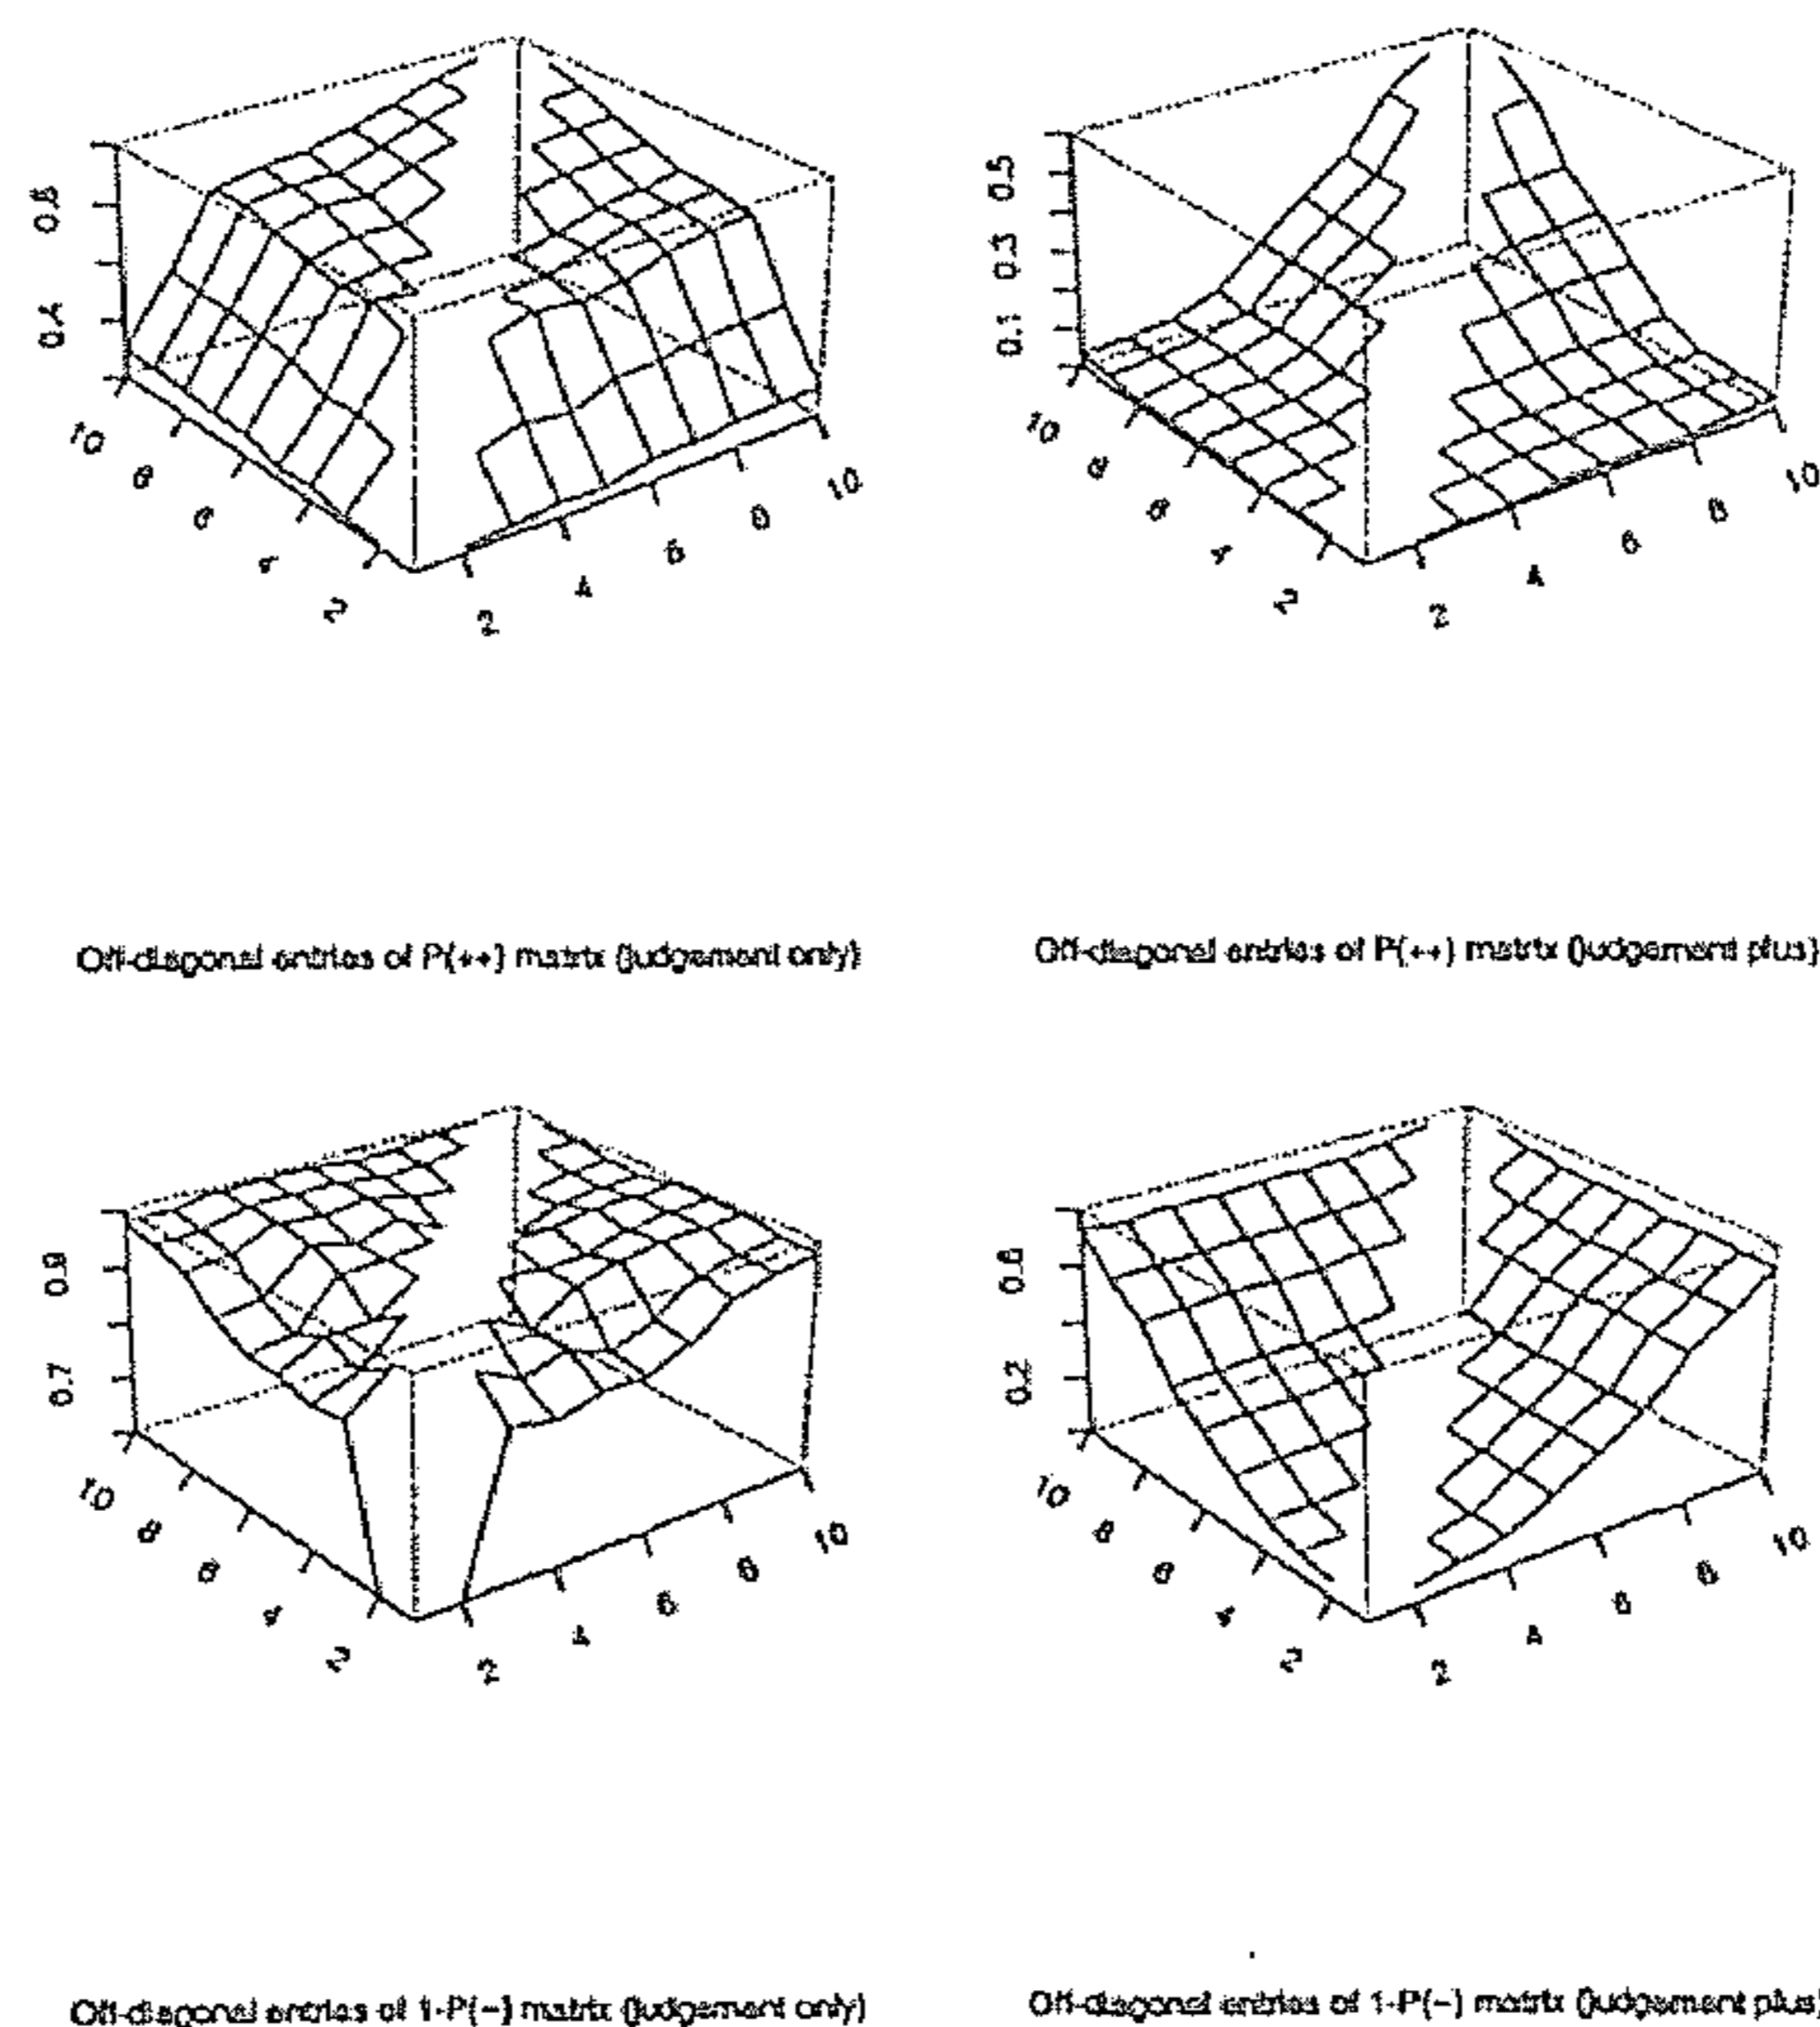 0.4
10 8 6 4 2
2 4 6 8 10
0.5
0.3
0.1
10 8 6 4 2
2 4 6 8 10
Off-diagonal entries of P(++) matrix (judgement only)
Off-diagonal entries of P(++) matrix (judgement plus)
0.9
0.7
10 8 6 4 2
2 4 6 8 10
0.6
0.2
10 8 6 4 2
2 4 6 8 10
Off-diagonal entries of 1-P(--) matrix (judgement only)
Off-diagonal entries of 1-P(--) matrix (judgement plus)